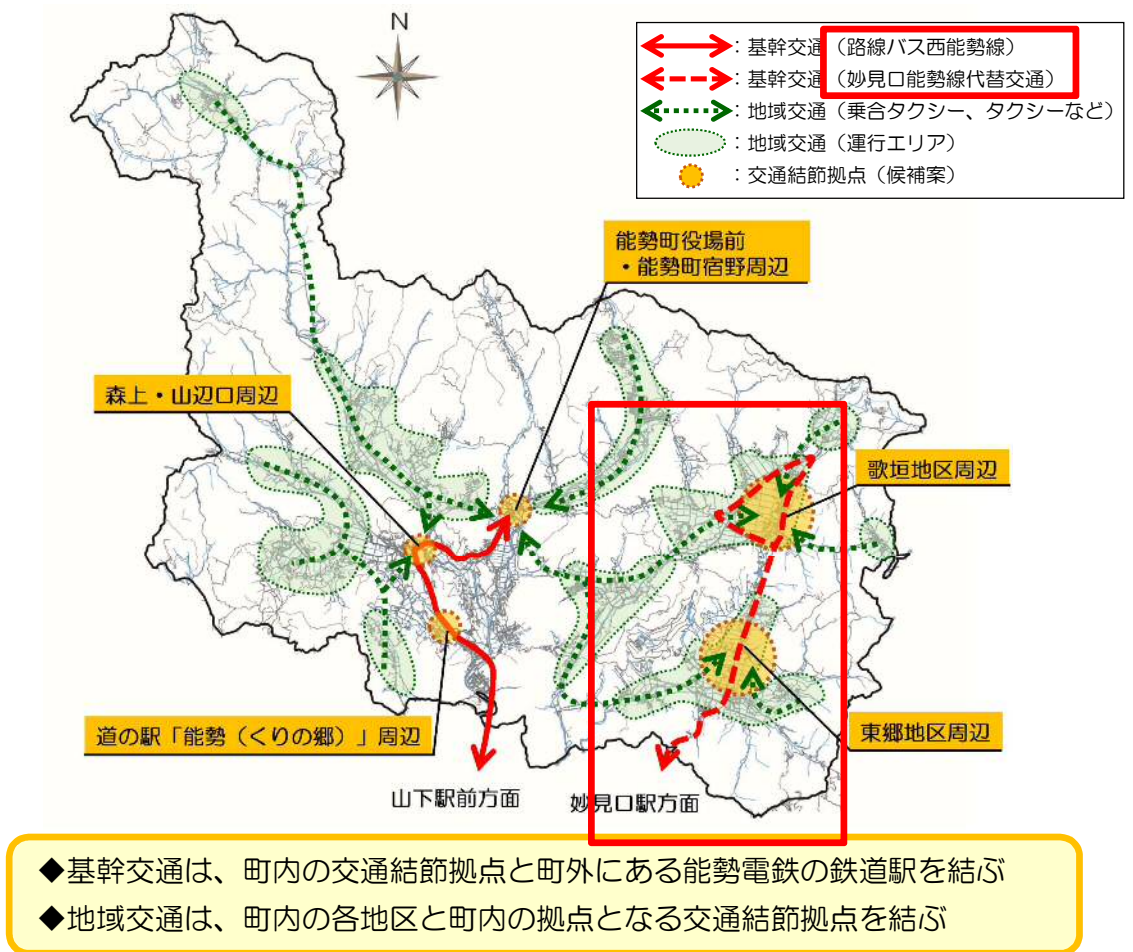 N
：基幹交通（路線バス西能勢線）
：基幹交通（妙見口能勢線代替交通）
：地域交通（乗合タクシー、タクシーなど）
：地域交通（運行エリア）
：交通結節拠点（候補案）
能勢町役場前
・能勢町宿野周辺
森上・山辺口周辺
歌垣地区周辺
道の駅「能勢（くりの郷）」周辺
東郷地区周辺
山下駅前方面
妙見口駅方面
◆基幹交通は、町内の交通結節拠点と町外にある能勢電鉄の鉄道駅を結ぶ
◆地域交通は、町内の各地区と町内の拠点となる交通結節拠点を結ぶ